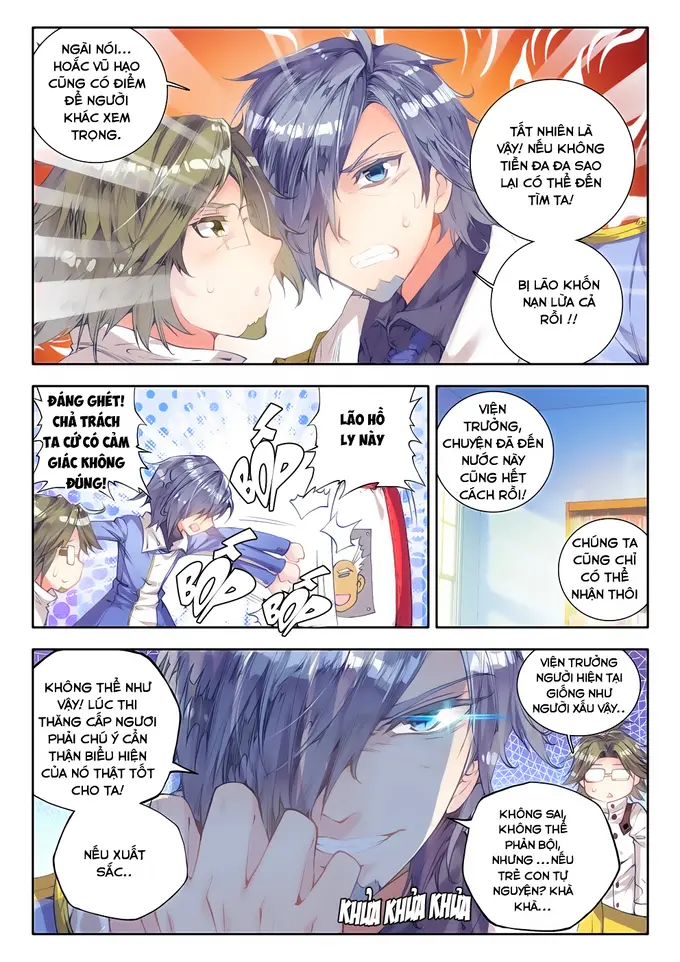 NGÀI NÓI...
HOẮC VŨ HẠO
CŨNG CÓ ĐIỂM
ĐỂ NGƯỜI
KHÁC XEM
TRỌNG.
TẤT NHIÊN LÀ
VẬY! NẾU KHÔNG
TIỀN ĐA ĐA SAO
LẠI CÓ THỂ ĐẾN
TÌM TA!
BỊ LÃO KHỐN
NẠN LỪA CẢ
RỒI !!
ĐÁNG GHÉT!
CHẢ TRÁCH
TA CỨ CÓ CẢM
GIÁC KHÔNG
ĐÚNG!
LÃO HỒ
LY NÀY
BỐP
BỐP
BỐP
VIỆN
TRƯỞNG,
CHUYỆN ĐÃ ĐẾN
NƯỚC NÀY
CŨNG HẾT
CÁCH RỒI!
CHÚNG TA
CŨNG CHỈ
CÓ THỂ
NHẬN THÔI
KHÔNG THỂ NHƯ
VẬY! LÚC THI
THĂNG CẤP NGƯƠI
PHẢI CHÚ Ý CẨN
THẬN BIỂU HIỆN
CỦA NÓ THẬT TỐT
CHO TA!
NẾU XUẤT
SẮC..
VIỆN TRƯỞNG
NGƯỜI HIỆN TẠI
GIỐNG NHƯ
NGƯỜI XẤU VẬY..
KHÔNG SAI,
KHÔNG THỂ
PHẢN BỘI,
NHƯNG ...NẾU
TRẺ CON TỰ
NGUYỆN? KHÀ
KHÀ...
KHỬA KHỬA KHỬA